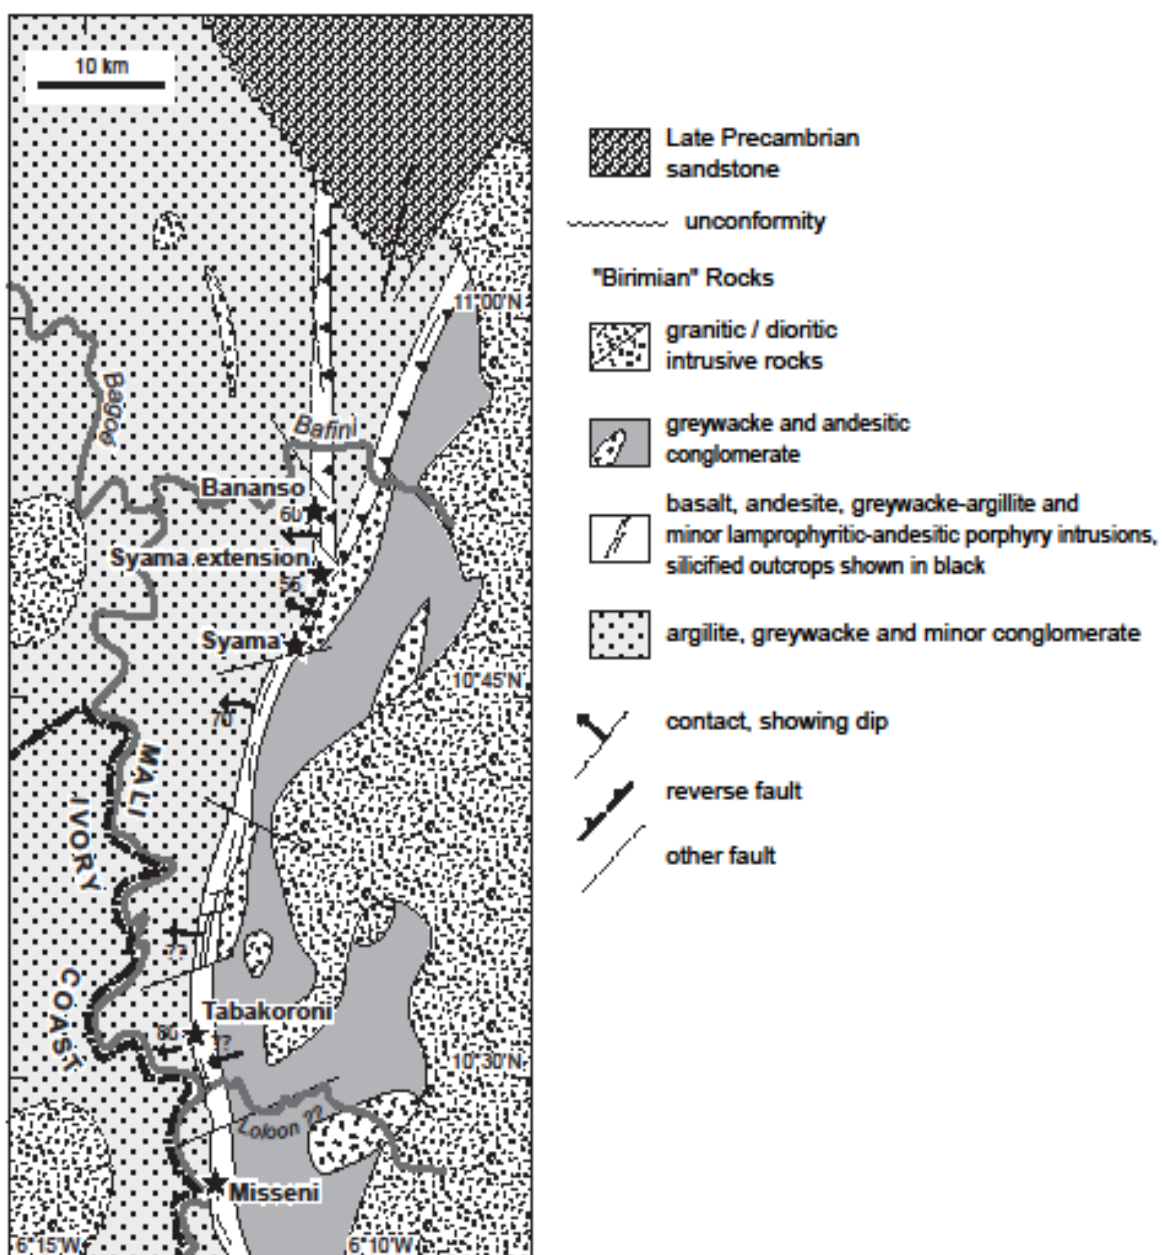 10 km
11°00'N
Bagoé
Bafini
Bananso
60
Syama.extension
56
Syama
10°45'N
70
MALI
IVORY
COAST
77
Tabakoroni
80
??
10°30'N
Loloon ??
Misseni
6°15'W
6°10'W
Late Precambrian
sandstone
unconformity
"Birimian" Rocks
granitic / dioritic
intrusive rocks
greywacke and andesitic
conglomerate
basalt, andesite, greywacke-argillite and
minor lamprophyritic-andesitic porphyry intrusions,
silicified outcrops shown in black
argilite, greywacke and minor conglomerate
contact, showing dip
reverse fault
other fault